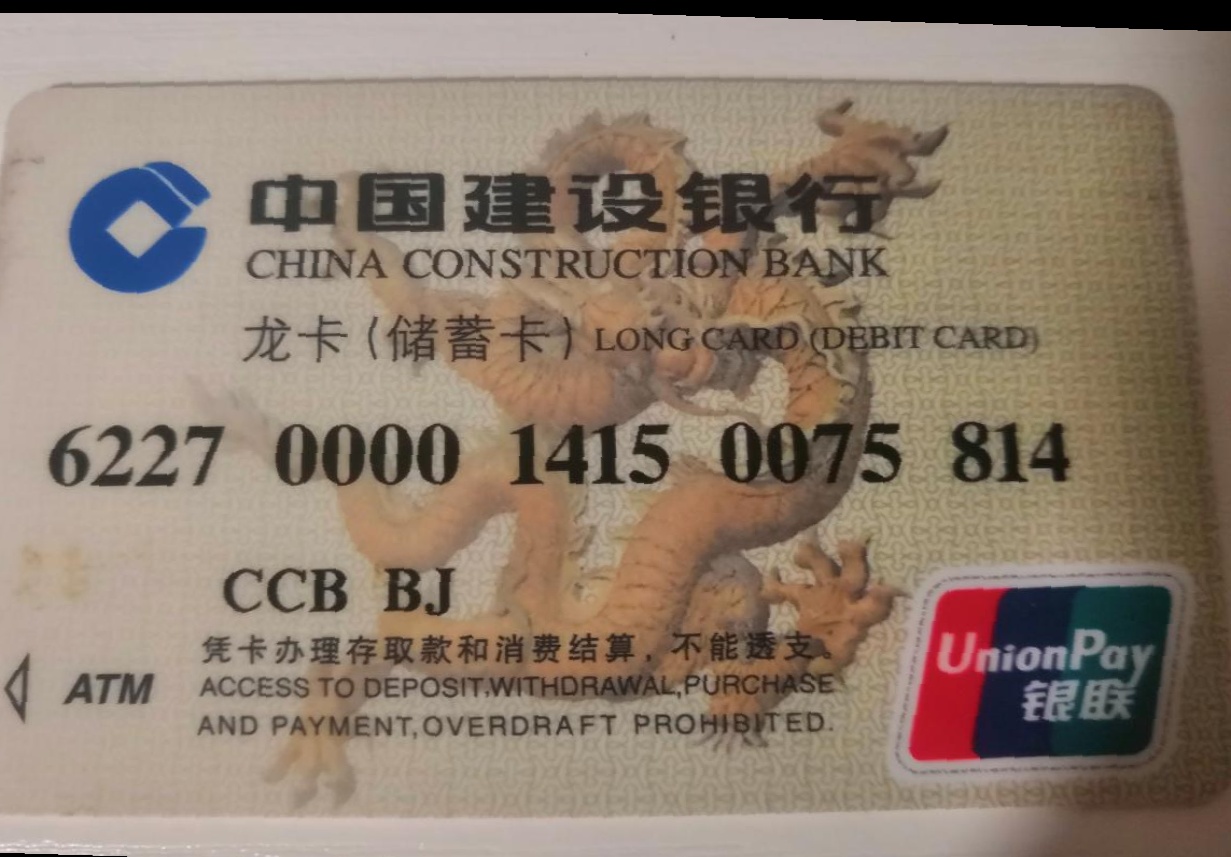 中国建设银行
CHINA CONSTRUCTION BANK
龙卡(储蓄卡) LONG CARD (DEBIT CARD)
6227 0000 1415 0075 814
CCB BJ
凭卡办理存取款和消费结算，不能透支。
ATM ACCESS TO DEPOSIT,WITHDRAWAL,PURCHASE
AND PAYMENT,OVERDRAFT PROHIBITED.
UnionPay
银联